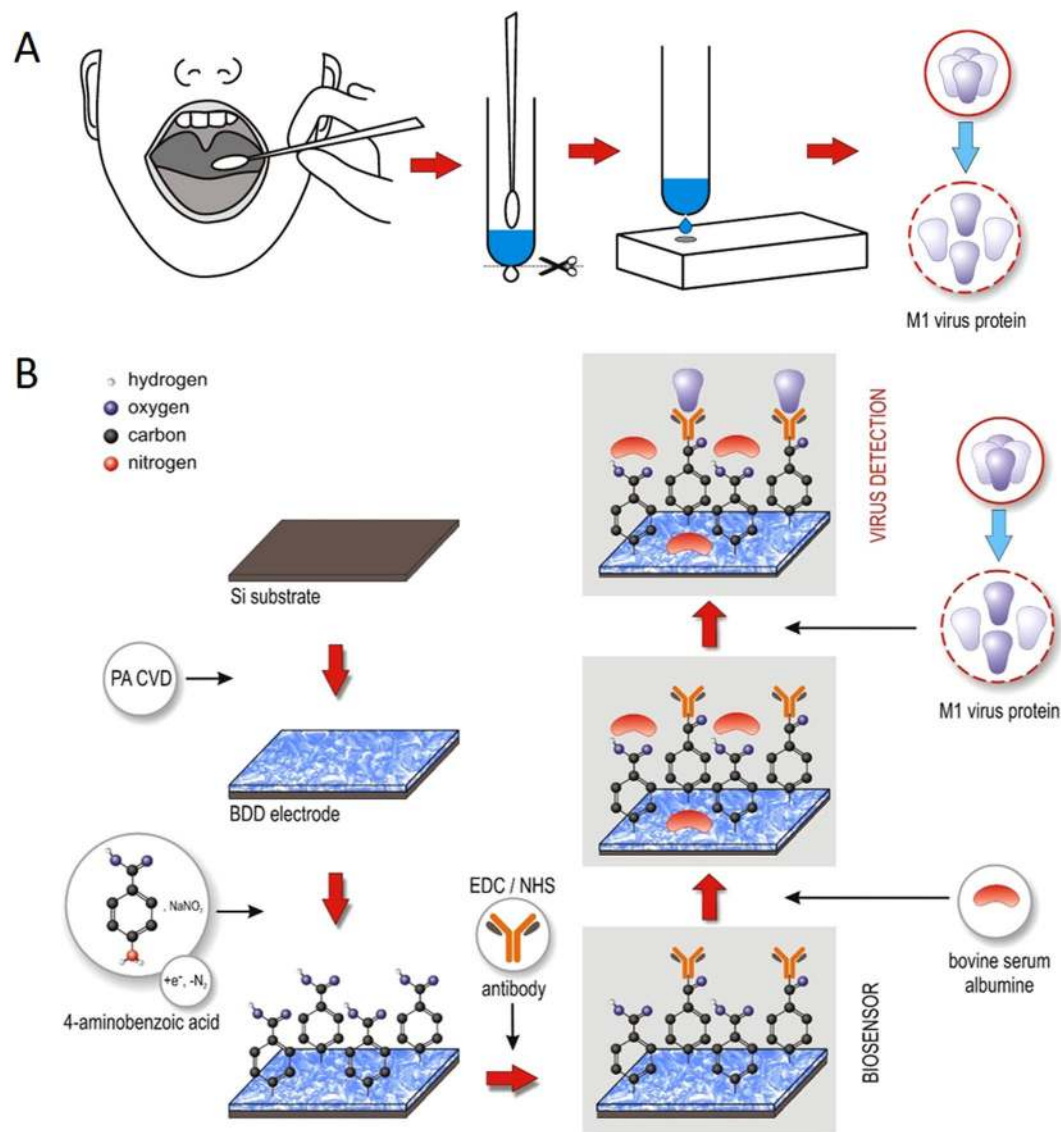 A
M1 virus protein
B
hydrogen
oxygen
carbon
nitrogen
Si substrate
PA CVD
BDD electrode
, NaNO₂
+e⁻, -N₂
4-aminobenzoic acid
EDC / NHS
antibody
BIOSENSOR
bovine serum
albumine
VIRUS DETECTION
M1 virus protein